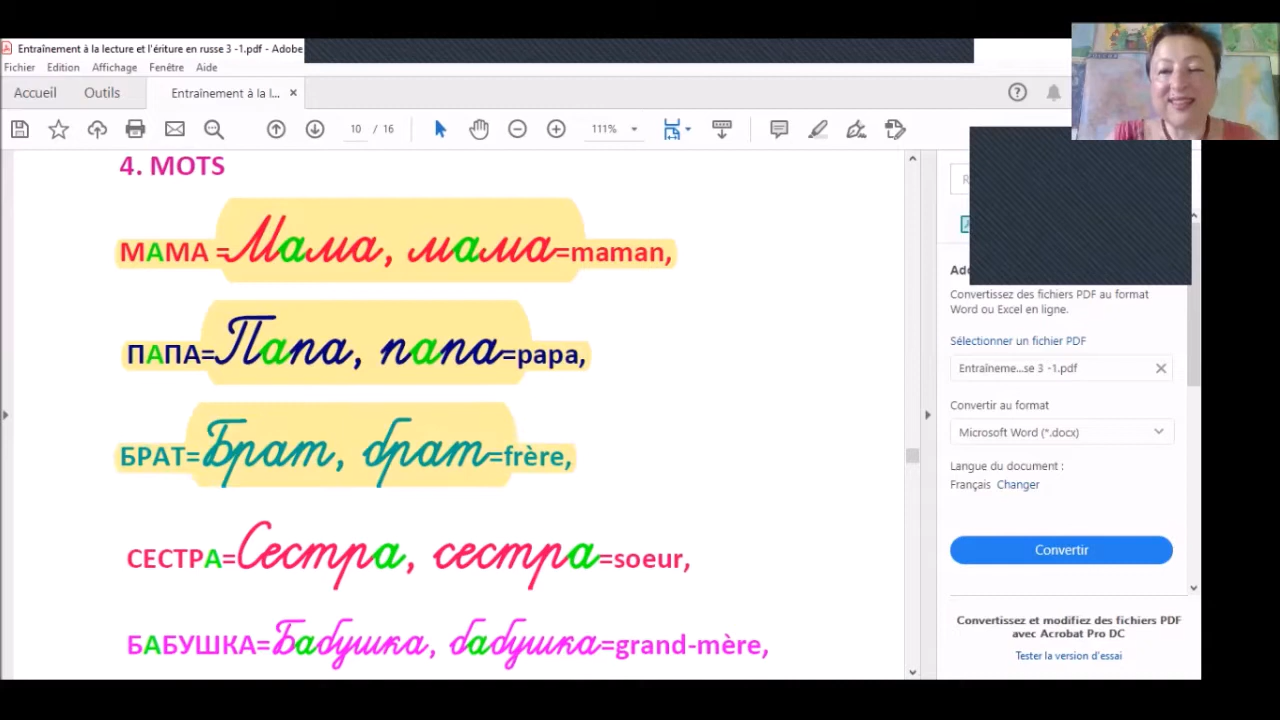 Entraînement à la lecture et l'ériture en russe 3 -1.pdf - Adobe
Fichier Edition Affichage Fenêtre Aide
Accueil Outils Entraînement à la l... ×
10 / 16 111%
4. MOTS
МАМА =Мама, мама=maman,
ПАПА=Папа, папа=papa,
БРАТ=Брат, брат=frère,
СЕСТРА=Сестра, сестра=soeur,
БАБУШКА=Бабушка, бабушка=grand-mère,
Convertissez des fichiers PDF au format
Word ou Excel en ligne.
Sélectionner un fichier PDF
Entraîneme...se 3 -1.pdf
Convertir au format
Microsoft Word (*.docx)
Langue du document :
Français Changer
Convertir
Convertissez et modifiez des fichiers PDF
avec Acrobat Pro DC
Tester la version d'essai